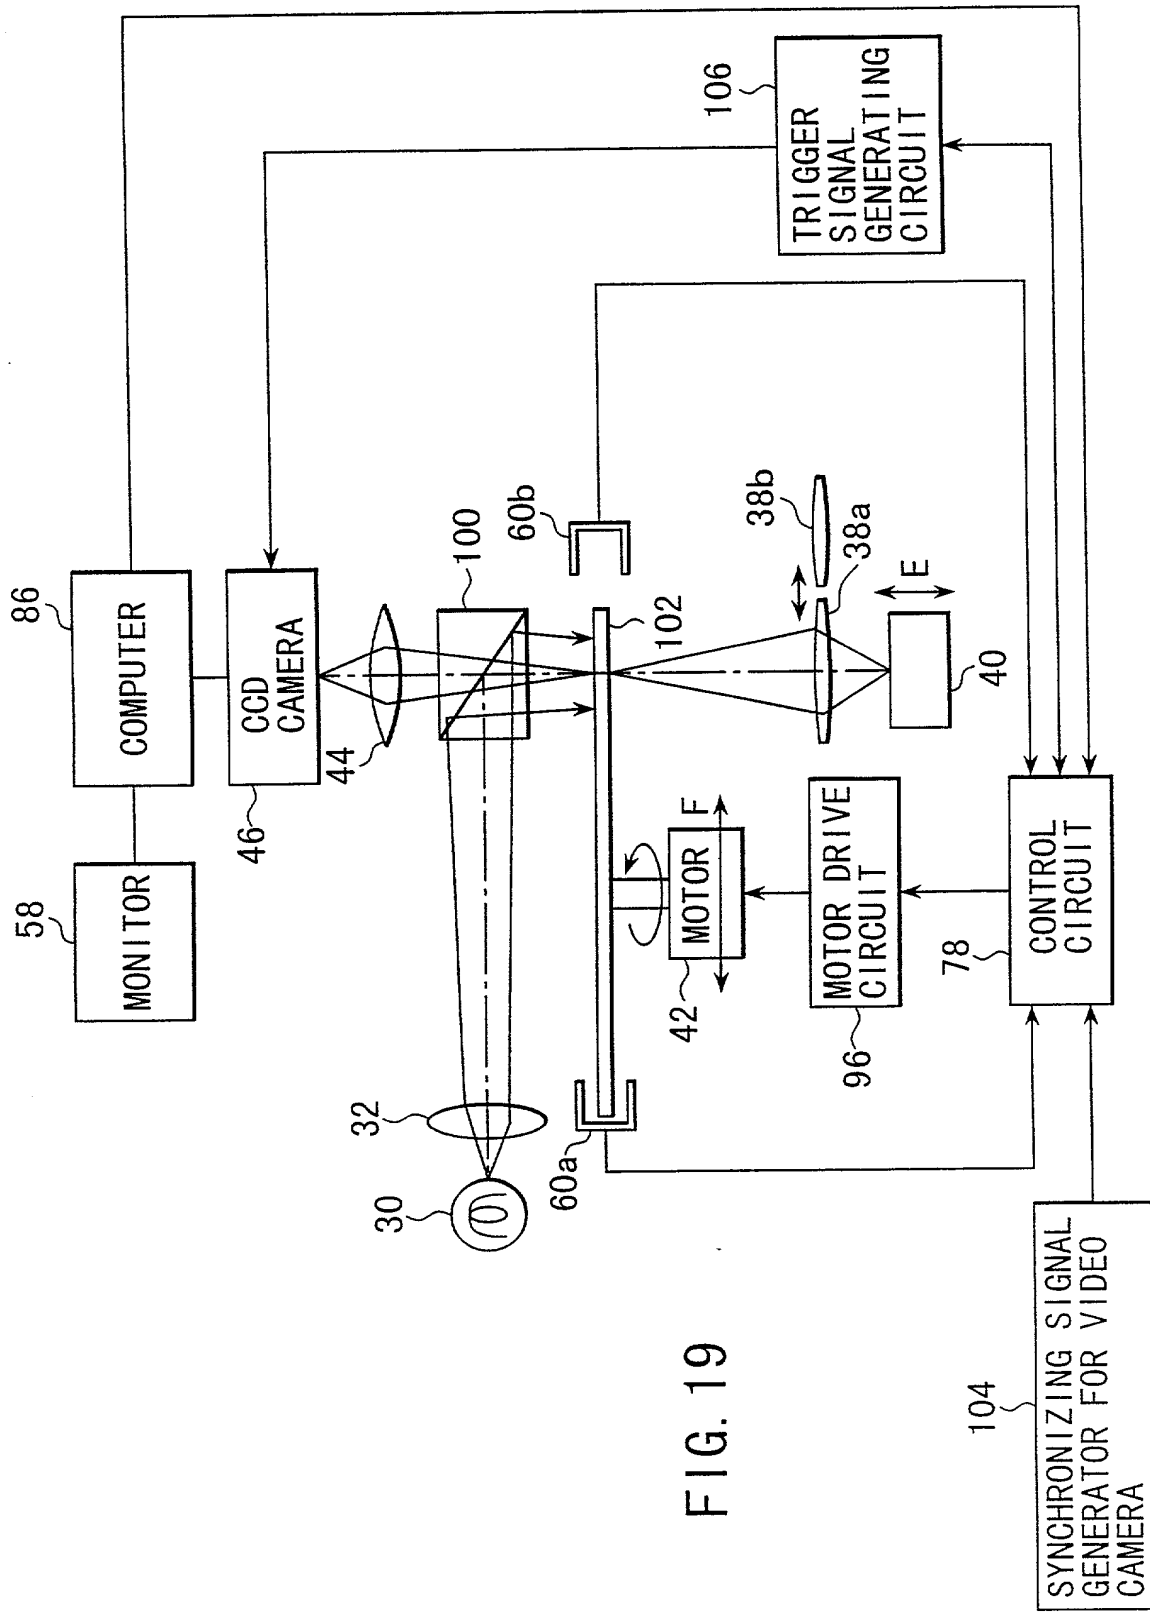 FIG. 19
58
MONITOR
86
COMPUTER
46
CCD
CAMERA
44
106
TRIGGER
SIGNAL
GENERATING
CIRCUIT
30
32
100
60a
60b
102
42
MOTOR
F
38b
38a
E
40
96
MOTOR DRIVE
CIRCUIT
78
CONTROL
CIRCUIT
104
SYNCHRONIZING SIGNAL
GENERATOR FOR VIDEO
CAMERA